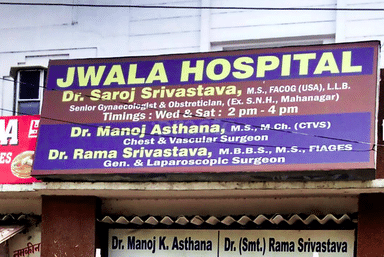 JWALA HOSPITAL
Dr. Saroj Srivastava, M.S., FACOG (USA), L.L.B.
Senior Gynaecologist & Obstretician, (Ex. S.N.H., Mahanagar)
Timings : Wed & Sat : 2 pm - 4 pm
Dr. Manoj Asthana, M.S., M.Ch. (CTVS)
Chest & Vascular Surgeon
Dr. Rama Srivastava, M.B.B.S., M.S., FIAGES
Gen. & Laparoscopic Surgeon
Dr. Manoj K. Asthana
Dr. (Smt.) Rama Srivastava
नमकीन